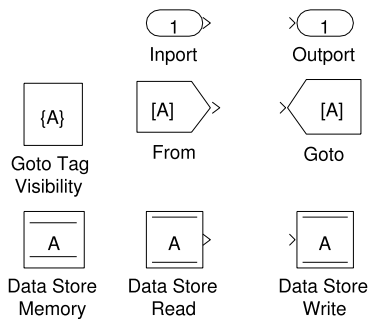 1
1
Inport
Outport
{A}
[A]
[A]
Goto Tag
Visibility
From
Goto
A
A
A
Data Store
Memory
Data Store
Read
Data Store
Write